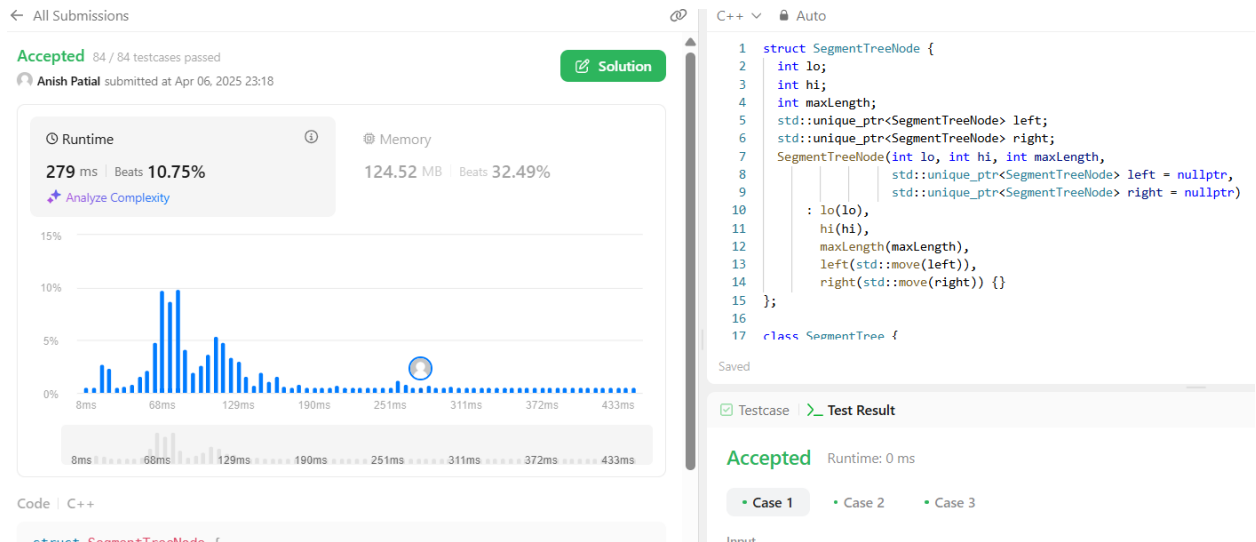 ← All Submissions
Accepted 84 / 84 testcases passed
Anish Patial submitted at Apr 06, 2025 23:18
Solution
Runtime
279 ms | Beats 10.75%
Analyze Complexity
Memory
124.52 MB | Beats 32.49%
15%
10%
5%
0%
8ms 68ms 129ms 190ms 251ms 311ms 372ms 433ms
8ms 68ms 129ms 190ms 251ms 311ms 372ms 433ms
Code | C++
struct SegmentTreeNode {
C++ Auto
1 struct SegmentTreeNode {
2 int lo;
3 int hi;
4 int maxLength;
5 std::unique_ptr<SegmentTreeNode> left;
6 std::unique_ptr<SegmentTreeNode> right;
7 SegmentTreeNode(int lo, int hi, int maxLength,
8 std::unique_ptr<SegmentTreeNode> left = nullptr,
9 std::unique_ptr<SegmentTreeNode> right = nullptr)
10 : lo(lo),
11 hi(hi),
12 maxLength(maxLength),
13 left(std::move(left)),
14 right(std::move(right)) {}
15 };
16
17 class SegmentTree {
Saved
Testcase | >_ Test Result
Accepted Runtime: 0 ms
• Case 1 • Case 2 • Case 3
Input